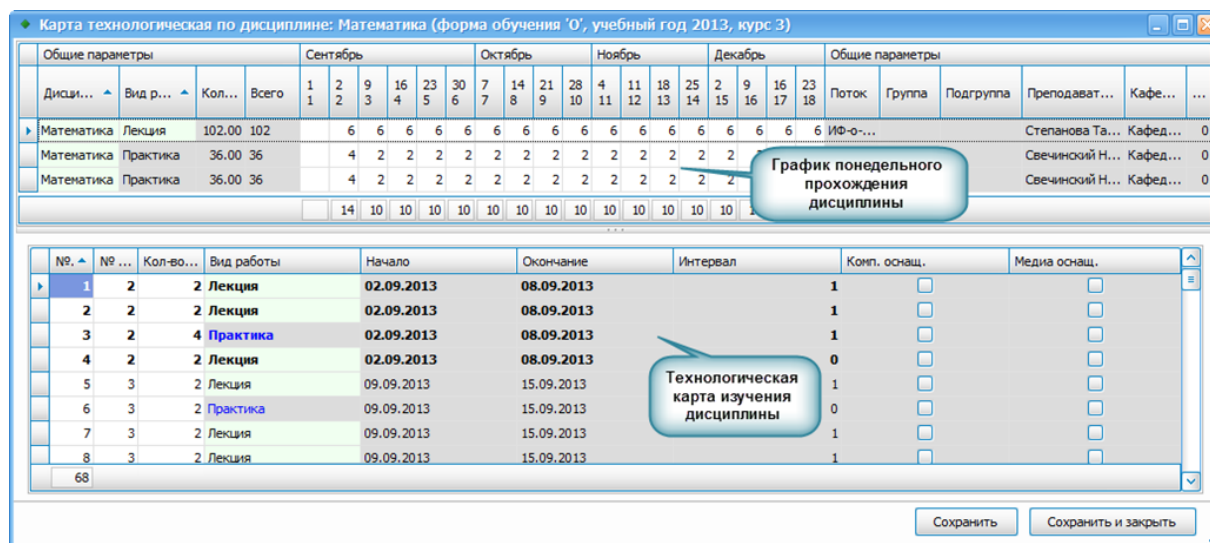 Карта технологическая по дисциплине: Математика (форма обучения 'О', учебный год 2013, курс 3)
Общие параметры Сентябрь Октябрь Ноябрь Декабрь Общие параметры
Дисци... Вид р... Кол... Всего 1 2 9 16 23 30 7 14 21 28 4 11 18 25 2 9 16 23 Поток Группа Подгруппа Преподават... Кафе... ...
1 2 3 4 5 6 7 8 9 10 11 12 13 14 15 16 17 18
Математика Лекция 102.00 102 6 6 6 6 6 6 6 6 6 6 6 6 6 6 6 6 6 ИФ-о-... Степанова Та... Кафед... 0
Математика Практика 36.00 36 4 2 2 2 2 2 2 2 2 2 2 2 2 2 2 Свечинский Н... Кафед... 0
Математика Практика 36.00 36 4 2 2 2 2 2 2 2 2 2 2 2 2 2 2 Свечинский Н... Кафед... 0
14 10 10 10 10 10 10 10 10 10 10 10 10 10
График понедельного
прохождения
дисциплины
№. № ... Кол-во... Вид работы Начало Окончание Интервал Комп. оснащ. Медиа оснащ.
1 2 2 Лекция 02.09.2013 08.09.2013 1
2 2 2 Лекция 02.09.2013 08.09.2013 1
3 2 4 Практика 02.09.2013 08.09.2013 1
4 2 2 Лекция 02.09.2013 08.09.2013 0
5 3 2 Лекция 09.09.2013 15.09.2013 1
6 3 2 Практика 09.09.2013 15.09.2013 0
7 3 2 Лекция 09.09.2013 15.09.2013 1
8 3 2 Лекция 09.09.2013 15.09.2013 1
Технологическая
карта изучения
дисциплины
68
Сохранить Сохранить и закрыть